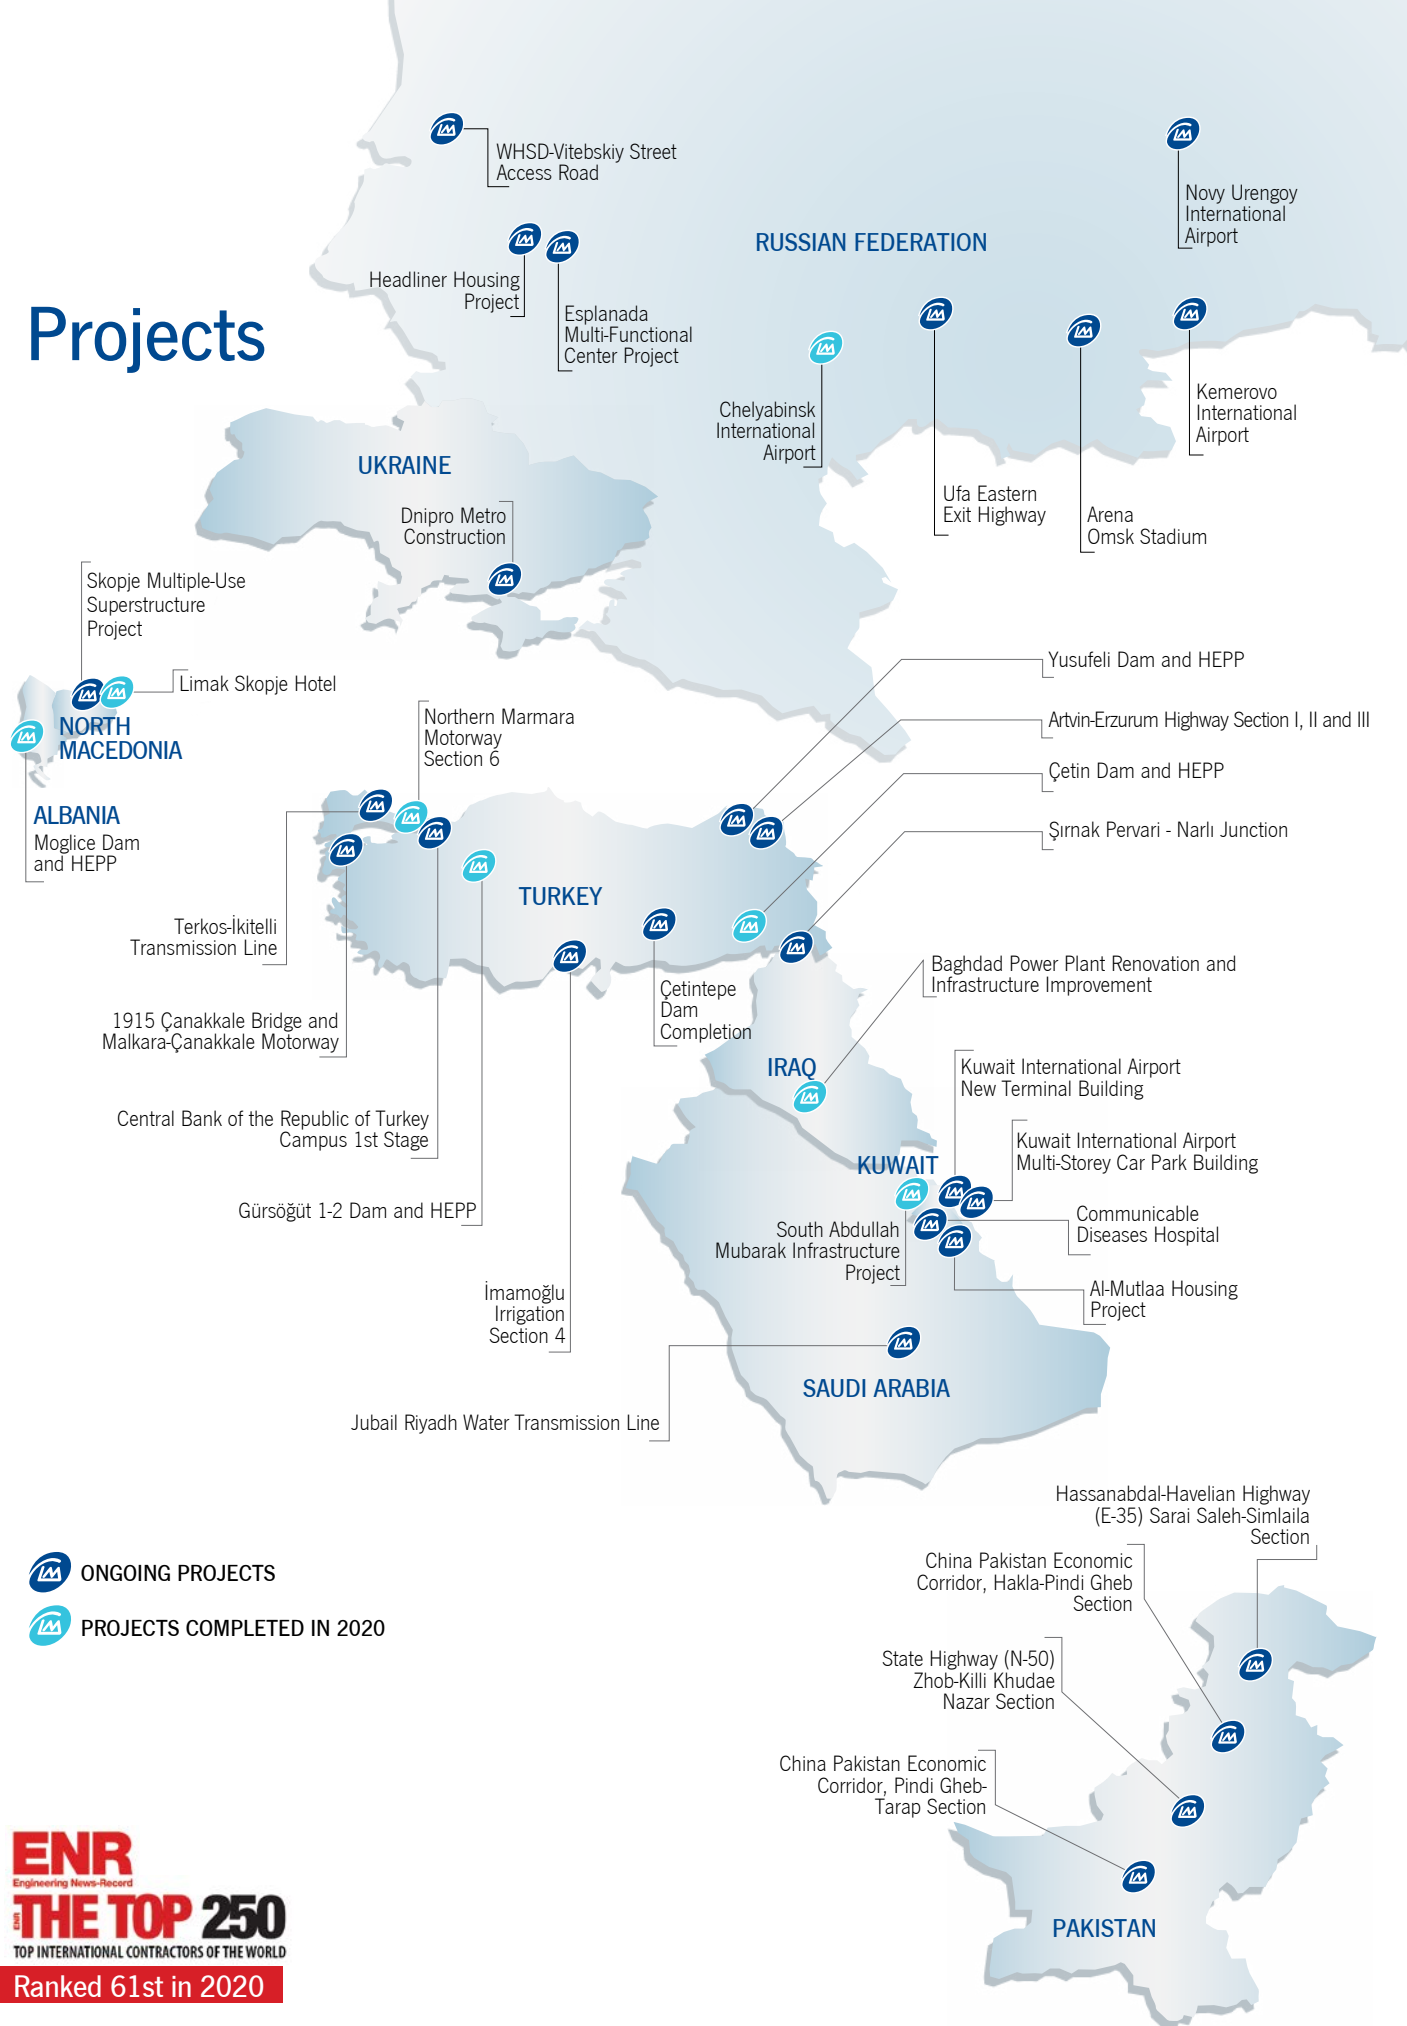 WHSD-Vitebskiy Street
Access Road
Novy Urengoy
International
Airport
RUSSIAN FEDERATION
Headliner Housing
Project
Esplanada
Multi-Functional
Center Project
Projects
Chelyabinsk
International
Airport
Kemerovo
International
Airport
Ufa Eastern
Exit Highway
Arena
Omsk Stadium
UKRAINE
Dnipro Metro
Construction
Skopje Multiple-Use
Superstructure
Project
Limak Skopje Hotel
NORTH
MACEDONIA
ALBANIA
Moglice Dam
and HEPP
Northern Marmara
Motorway
Section 6
Yusufeli Dam and HEPP
Artvin-Erzurum Highway Section I, II and III
Çetin Dam and HEPP
Şırnak Pervari - Narlı Junction
TURKEY
Terkos-İkitelli
Transmission Line
1915 Çanakkale Bridge and
Malkara-Çanakkale Motorway
Central Bank of the Republic of Turkey
Campus 1st Stage
Gürsöğüt 1-2 Dam and HEPP
İmamoğlu
Irrigation
Section 4
Çetintepe
Dam
Completion
Baghdad Power Plant Renovation and
Infrastructure Improvement
IRAQ
Kuwait International Airport
New Terminal Building
Kuwait International Airport
Multi-Storey Car Park Building
KUWAIT
South Abdullah
Mubarak Infrastructure
Project
Communicable
Diseases Hospital
Al-Mutlaa Housing
Project
SAUDI ARABIA
Jubail Riyadh Water Transmission Line
Hassanabdal-Havelian Highway
(E-35) Sarai Saleh-Simlaila
Section
China Pakistan Economic
Corridor, Hakla-Pindi Gheb
Section
State Highway (N-50)
Zhob-Killi Khudae
Nazar Section
China Pakistan Economic
Corridor, Pindi Gheb-
Tarap Section
PAKISTAN
ONGOING PROJECTS
PROJECTS COMPLETED IN 2020
ENR
Engineering News-Record
ENR THE TOP 250
TOP INTERNATIONAL CONTRACTORS OF THE WORLD
Ranked 61st in 2020